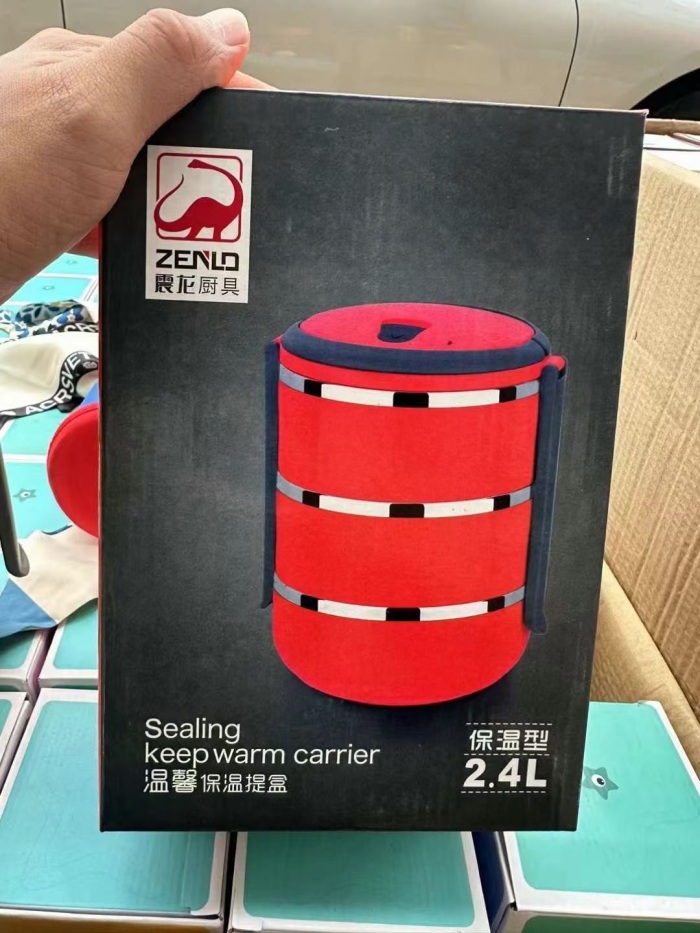 ZENLD
震龙厨具
ACRSVET
Sealing
keep warm carrier
温馨保温提盒
保温型
2.4L